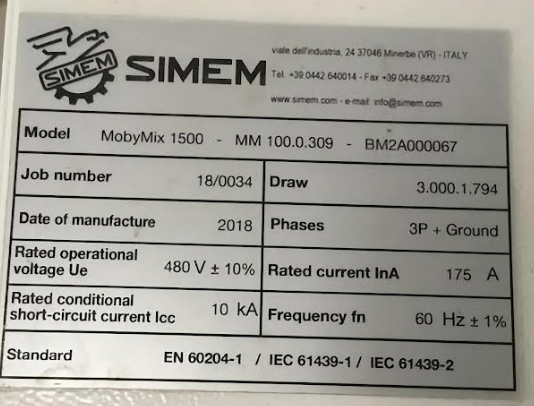 SIMEM
SIMEM
viale dell'industria, 24 37046 Minerbe (VR) - ITALY
Tel. +39 0442 640014 - Fax +39 0442 640273
www.simem.com - e-mail: info@simem.com
Model MobyMix 1500 - MM 100.0.309 - BM2A000067
Job number 18/0034 Draw 3.000.1.794
Date of manufacture 2018 Phases 3P + Ground
Rated operational
voltage Ue 480 V ± 10% Rated current InA 175 A
Rated conditional
short-circuit current Icc 10 kA Frequency fn 60 Hz ± 1%
Standard EN 60204-1 / IEC 61439-1 / IEC 61439-2